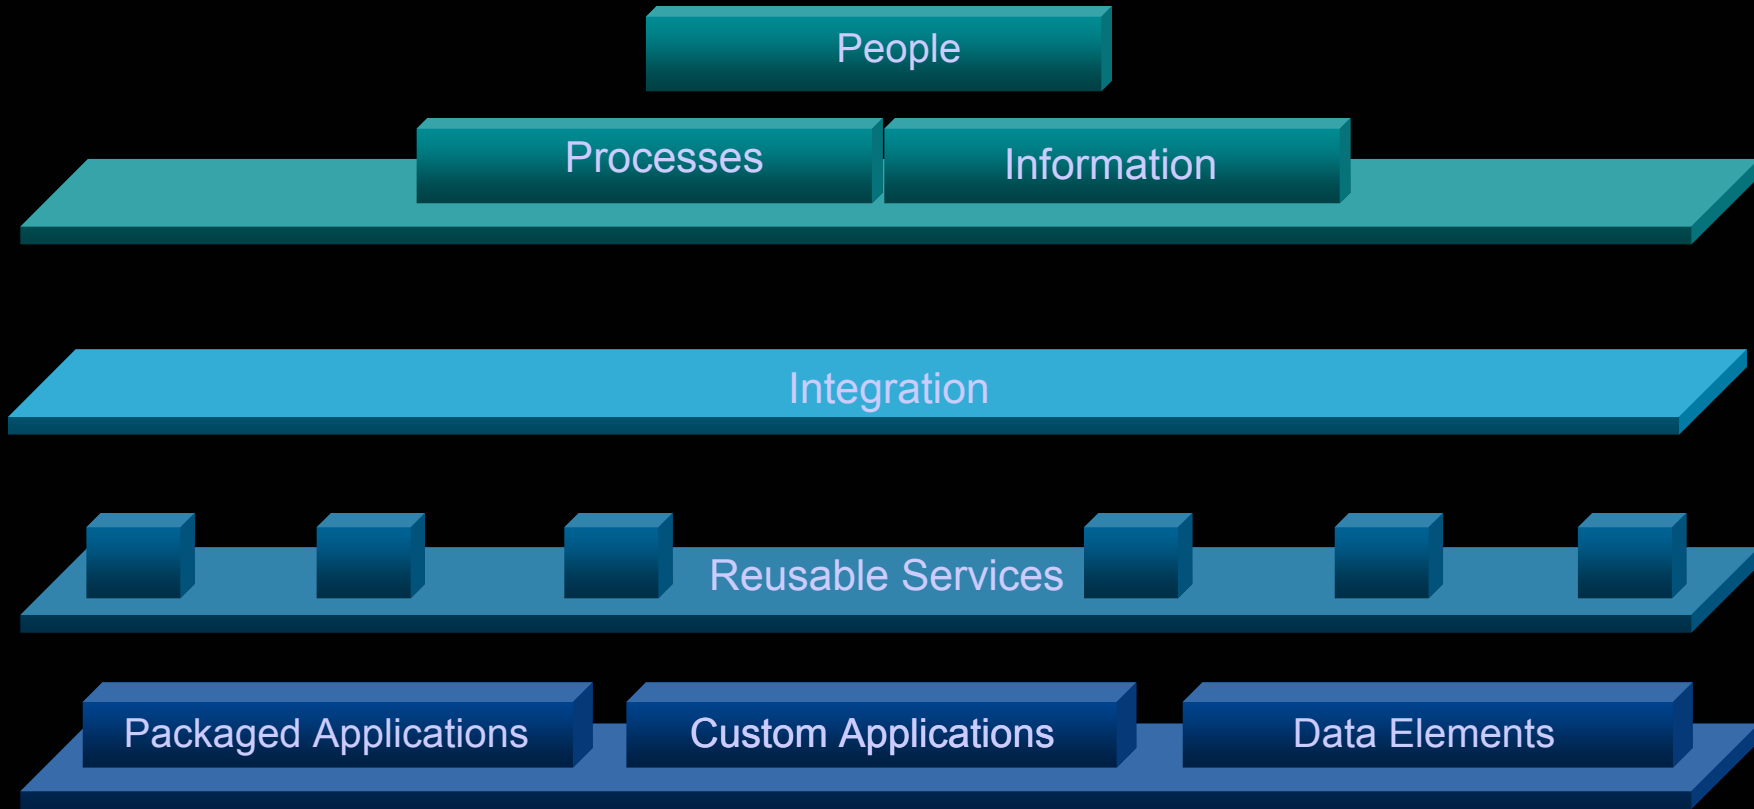 People
Processes
Information
Integration
Reusable Services
Packaged Applications
Custom Applications
Data Elements